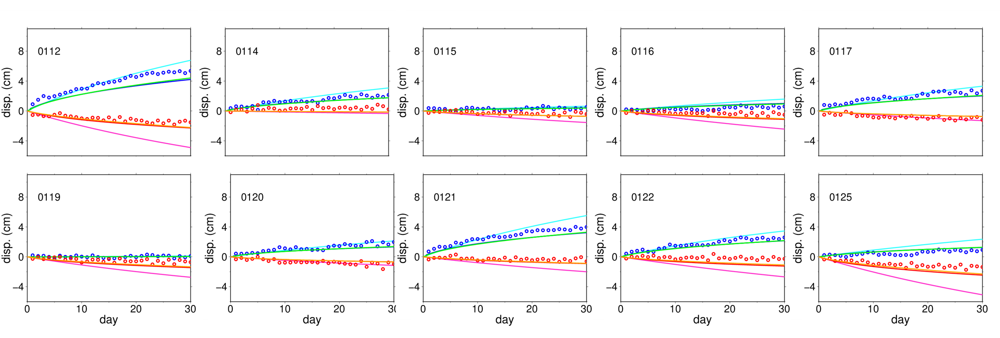 0112 0114 0115 0116 0117
8 8 8 8 8
4 4 4 4 4
0 0 0 0 0
−4 −4 −4 −4 −4
disp. (cm) disp. (cm) disp. (cm) disp. (cm) disp. (cm)
0119 0120 0121 0122 0125
8 8 8 8 8
4 4 4 4 4
0 0 0 0 0
−4 −4 −4 −4 −4
disp. (cm) disp. (cm) disp. (cm) disp. (cm) disp. (cm)
0 10 20 30 0 10 20 30 0 10 20 30 0 10 20 30 0 10 20 30
day day day day day